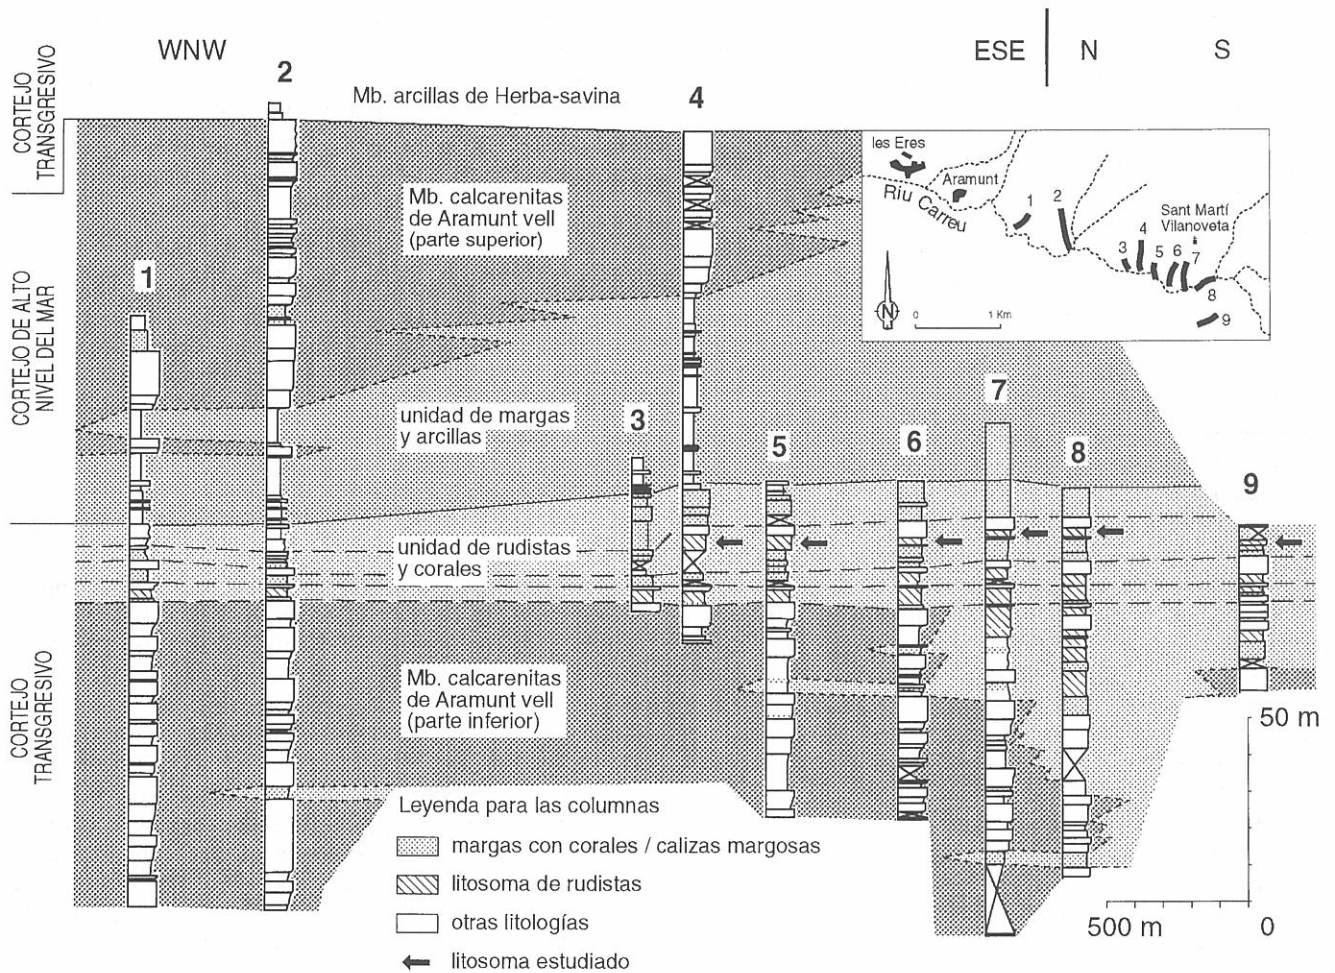 WNW
ESE
N
S
CORTEJO
TRANSGRESIVO
CORTEJO DE ALTO
NIVEL DEL MAR
CORTEJO
TRANSGRESIVO
Mb. arcillas de Herba-savina
1
2
3
4
5
6
7
8
9
Mb. calcarenitas
de Aramunt vell
(parte superior)
unidad de margas
y arcillas
unidad de rudistas
y corales
Mb. calcarenitas
de Aramunt vell
(parte inferior)
les Eres
Aramunt
Riu Carreu
Sant Martí
Vilanoveta
1
2
3
4
5
6
7
8
9
N
0 1 Km
Leyenda para las columnas
margas con corales / calizas margosas
litosoma de rudistas
otras litologías
litosoma estudiado
50 m
500 m 0